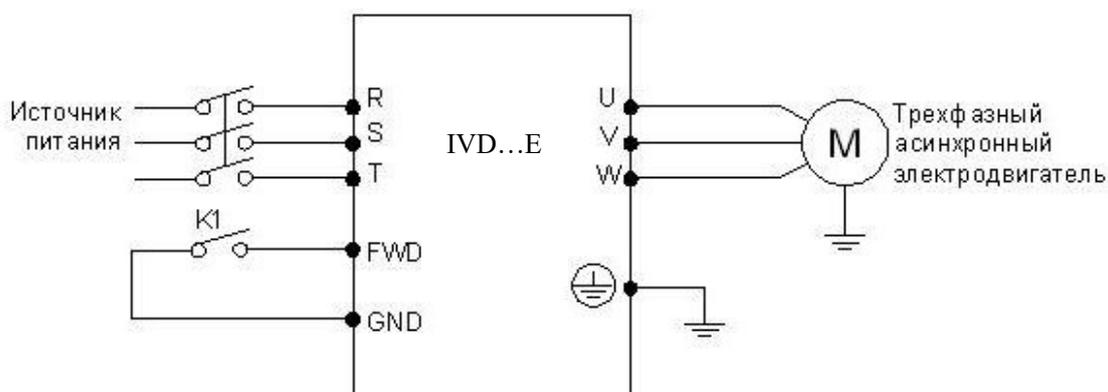 Источник
питания
R
S
T
K1
FWD
GND
IVD...E
U
V
W
M
Трехфазный
асинхронный
электродвигатель